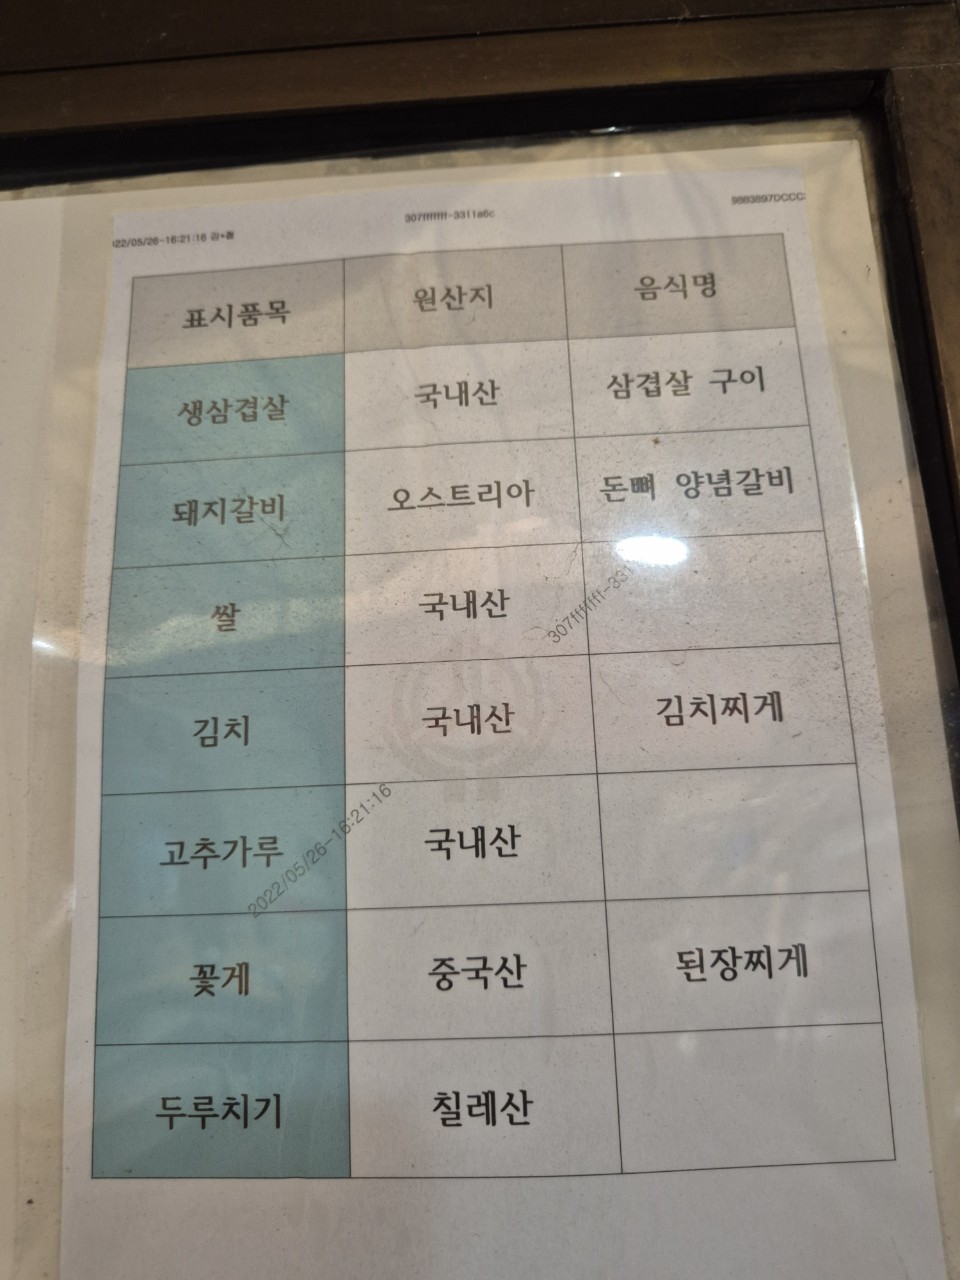 22/05/26-16:21:16
307fffffff-3311a6c
9883897DCCC
표시품목 원산지 음식명
생삼겹살 국내산 삼겹살 구이
돼지갈비 오스트리아 돈뼈 양념갈비
쌀 국내산
307fffffff-331
김치 국내산 김치찌게
고추가루 국내산
2022/05/26-16:21:16
꽃게 중국산 된장찌게
두루치기 칠레산